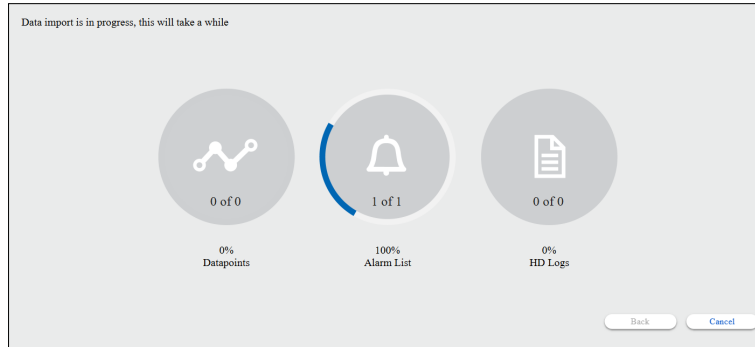 Data import is in progress, this will take a while
0 of 0
1 of 1
0 of 0
0%
Datapoints
100%
Alarm List
0%
HD Logs
Back
Cancel